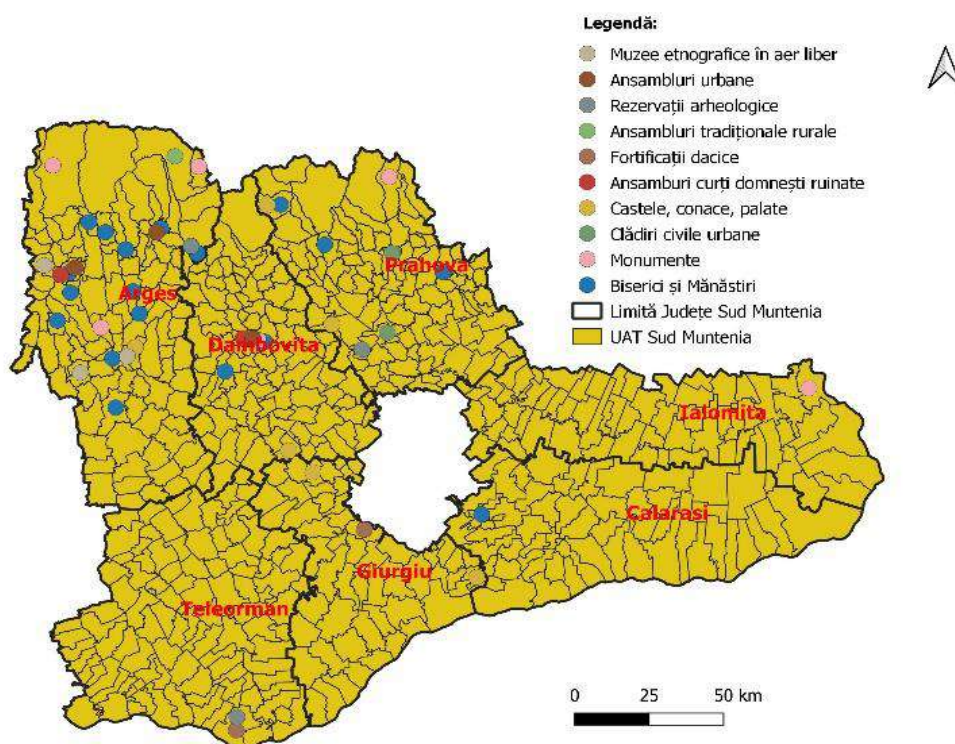 Legendă:
Muzee etnografice în aer liber
Ansambluri urbane
Rezervații arheologice
Ansambluri tradiționale rurale
Fortificații dacice
Ansamburi curți domnești ruinate
Castele, conace, palate
Clădiri civile urbane
Monumente
Biserici și Mănăstiri
Limită Județe Sud Muntenia
UAT Sud Muntenia
Prahova
Arges
Dambovita
Ialomita
Calarasi
Giurgiu
Teleorman
0 25 50 km